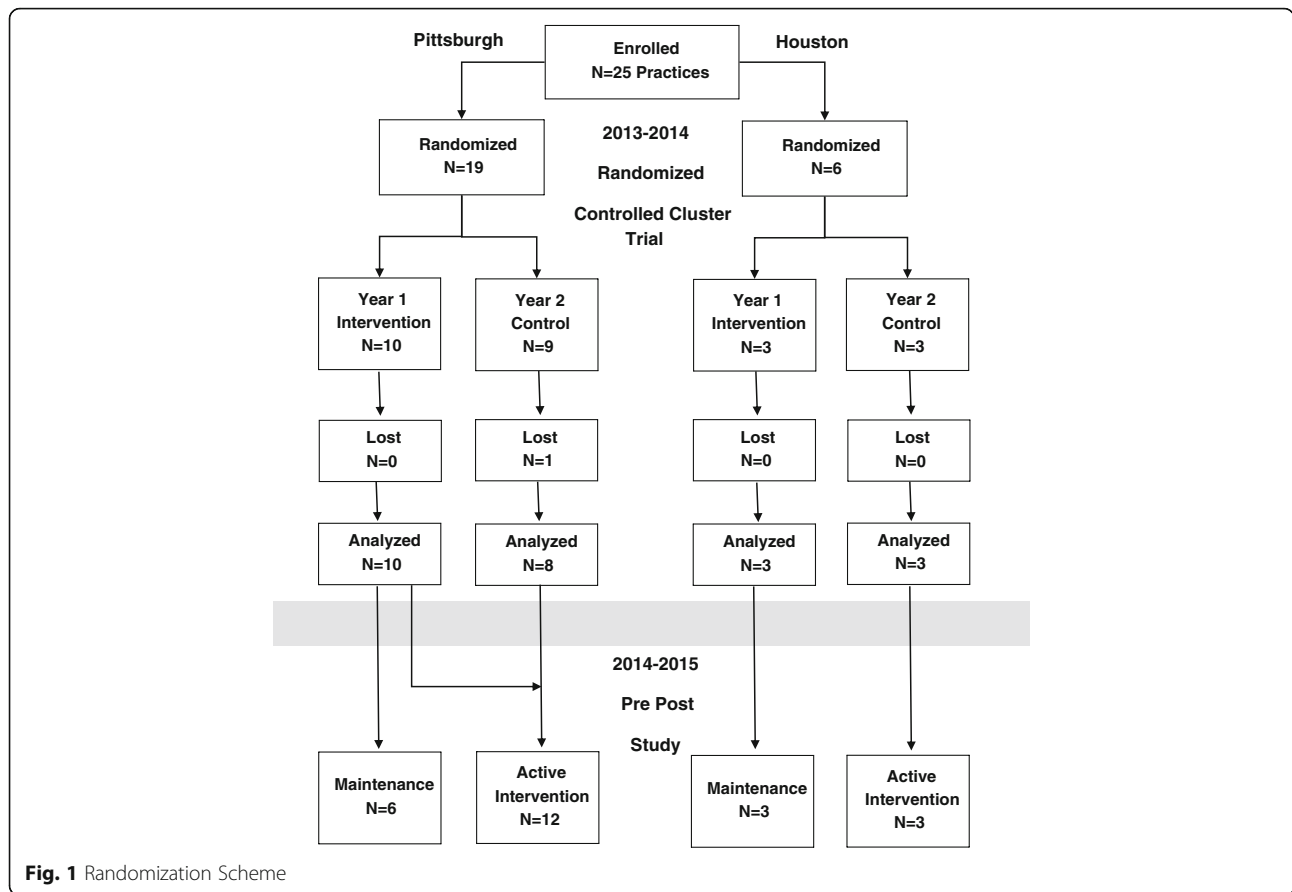 Pittsburgh
Enrolled
N=25 Practices
Houston
Randomized
N=19
2013-2014
Randomized
Controlled Cluster
Trial
Randomized
N=6
Year 1
Intervention
N=10
Year 2
Control
N=9
Year 1
Intervention
N=3
Year 2
Control
N=3
Lost
N=0
Lost
N=1
Lost
N=0
Lost
N=0
Analyzed
N=10
Analyzed
N=8
Analyzed
N=3
Analyzed
N=3
2014-2015
Pre Post
Study
Maintenance
N=6
Active
Intervention
N=12
Maintenance
N=3
Active
Intervention
N=3
Fig. 1 Randomization Scheme